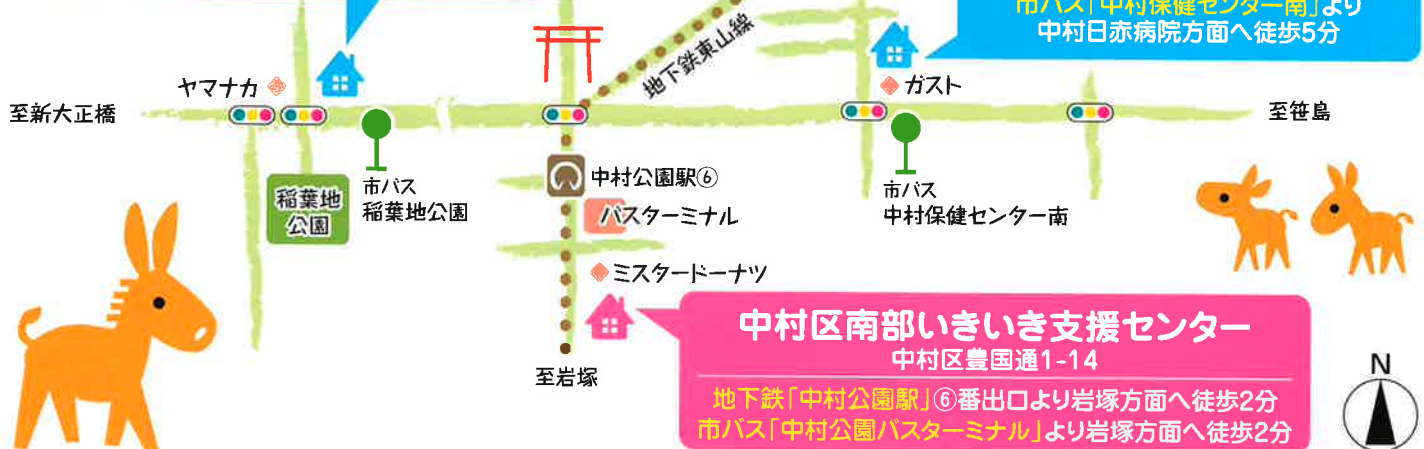 市バス「中村保健センター南」より
中村日赤病院方面へ徒歩5分
地下鉄東山線
ヤマナカ
ガスト
至新大正橋
至笹島
中村公園駅⑥
稲葉地
公園
市バス
稲葉地公園
バスターミナル
市バス
中村保健センター南
ミスタードーナツ
中村区南部いきいき支援センター
中村区豊国通1-14
地下鉄「中村公園駅」⑥番出口より岩塚方面へ徒歩2分
市バス「中村公園バスターミナル」より岩塚方面へ徒歩2分
至岩塚
N